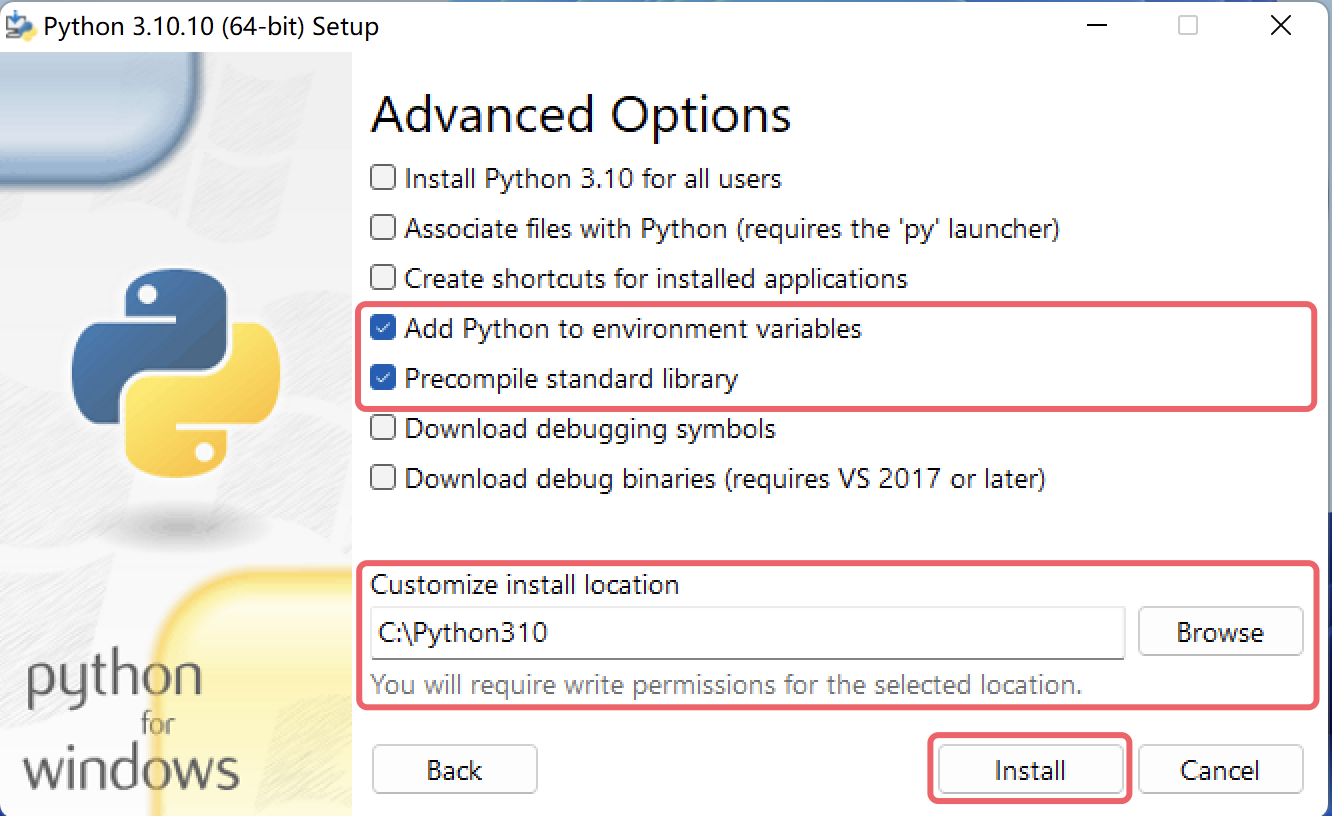 Python 3.10.10 (64-bit) Setup
Advanced Options
Install Python 3.10 for all users
Associate files with Python (requires the 'py' launcher)
Create shortcuts for installed applications
Add Python to environment variables
Precompile standard library
Download debugging symbols
Download debug binaries (requires VS 2017 or later)
Customize install location
C:\Python310
Browse
You will require write permissions for the selected location.
python
for
windows
Back
Install
Cancel